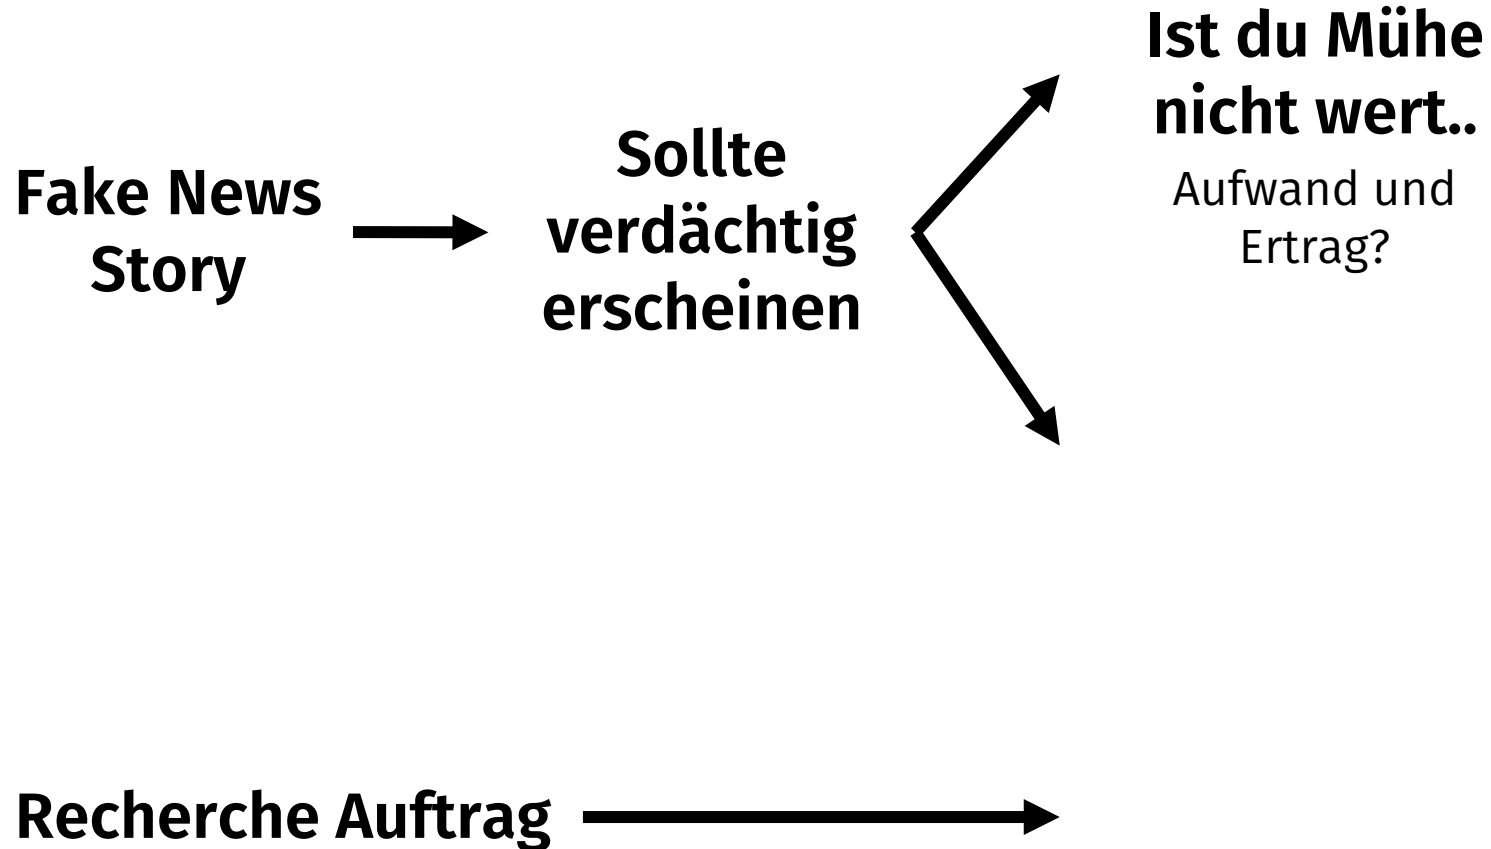 Fake News
Story
Sollte
verdächtig
erscheinen
Ist du Mühe
nicht wert..
Aufwand und
Ertrag?
Recherche Auftrag